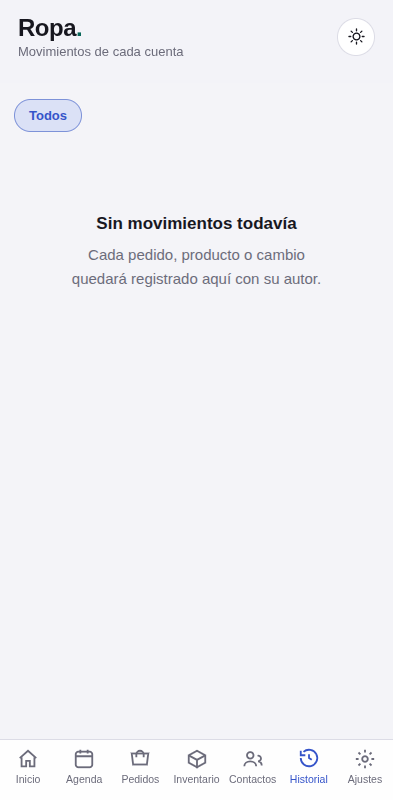 Ropa.
Movimientos de cada cuenta
Todos
Sin movimientos todavía
Cada pedido, producto o cambio
quedará registrado aquí con su autor.
Inicio
Agenda
Pedidos
Inventario
Contactos
Historial
Ajustes